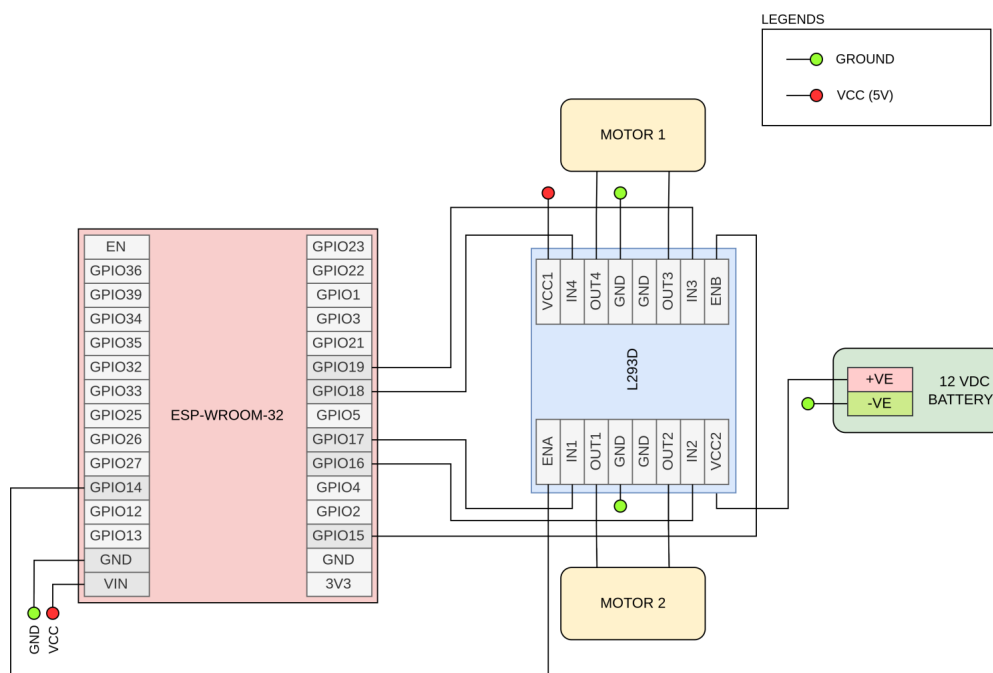 LEGENDS
GROUND
VCC (5V)
MOTOR 1
EN
GPIO36
GPIO39
GPIO34
GPIO35
GPIO32
GPIO33
GPIO25
GPIO26
GPIO27
GPIO14
GPIO12
GPIO13
GND
VIN
ESP-WROOM-32
GPIO23
GPIO22
GPIO1
GPIO3
GPIO21
GPIO19
GPIO18
GPIO5
GPIO17
GPIO16
GPIO4
GPIO2
GPIO15
GND
3V3
GND
VCC
VCC1
IN4
OUT4
GND
GND
OUT3
IN3
ENB
L293D
ENA
IN1
OUT1
GND
GND
OUT2
IN2
VCC2
+VE
-VE
12 VDC
BATTERY
MOTOR 2